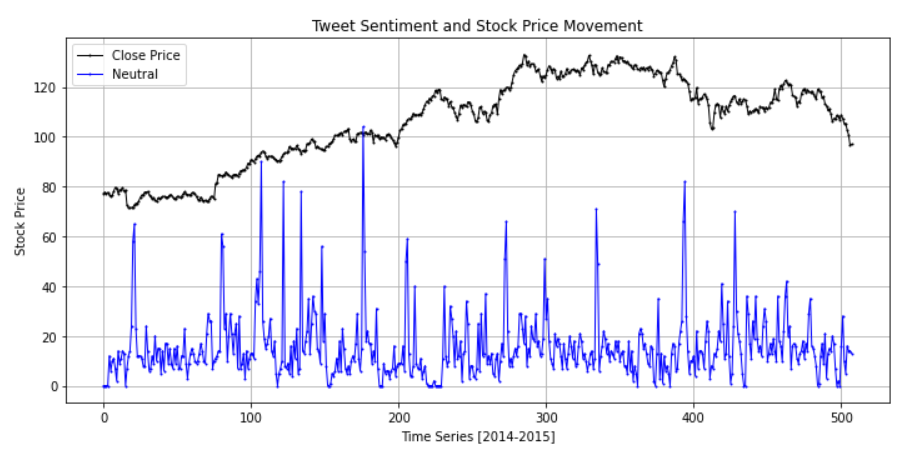 Tweet Sentiment and Stock Price Movement
Close Price
Neutral
120
100
80
60
40
20
0
Stock Price
0 100 200 300 400 500
Time Series [2014-2015]